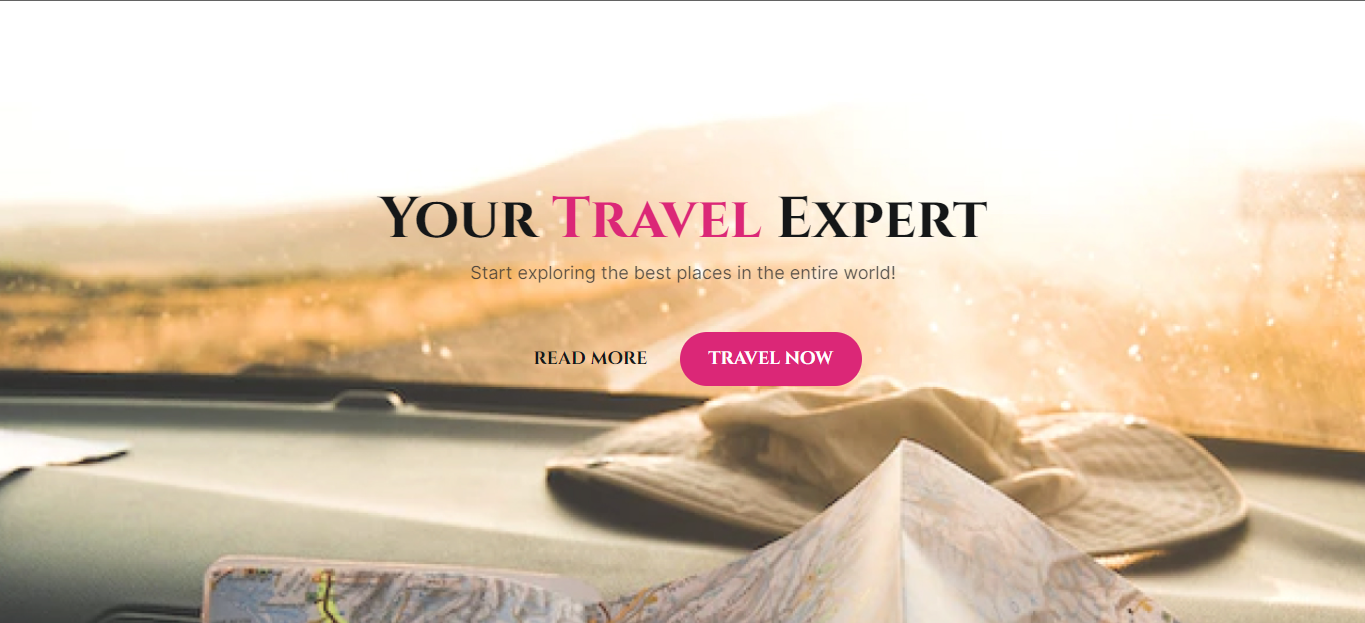 Your Travel Expert
Start exploring the best places in the entire world!
READ MORE
TRAVEL NOW